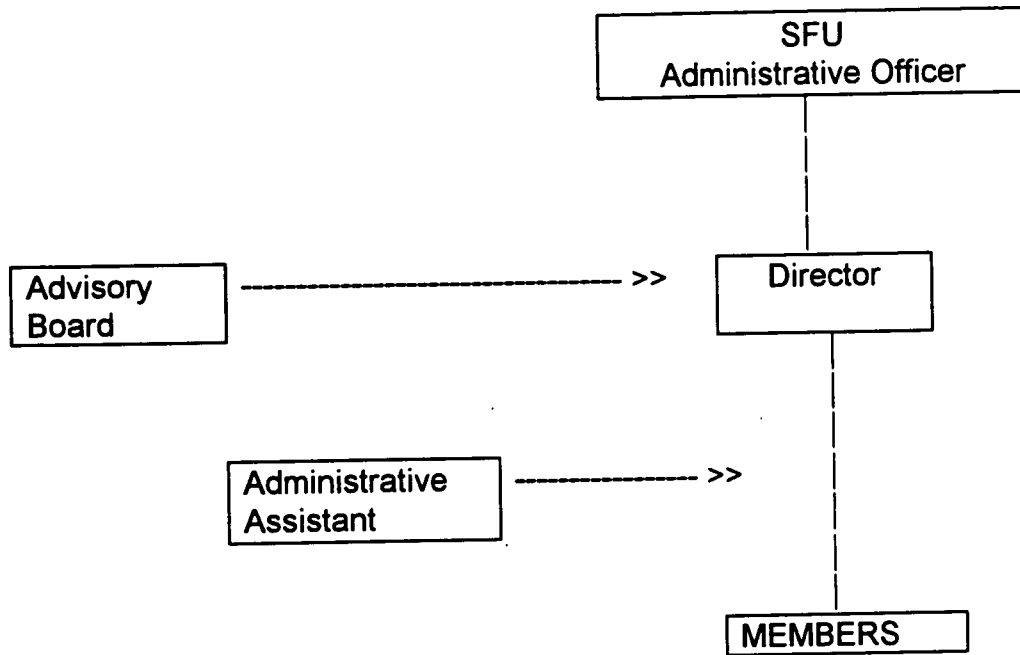 SFU
Administrative Officer
Advisory
Board
>>
Director
Administrative
Assistant
>>
MEMBERS